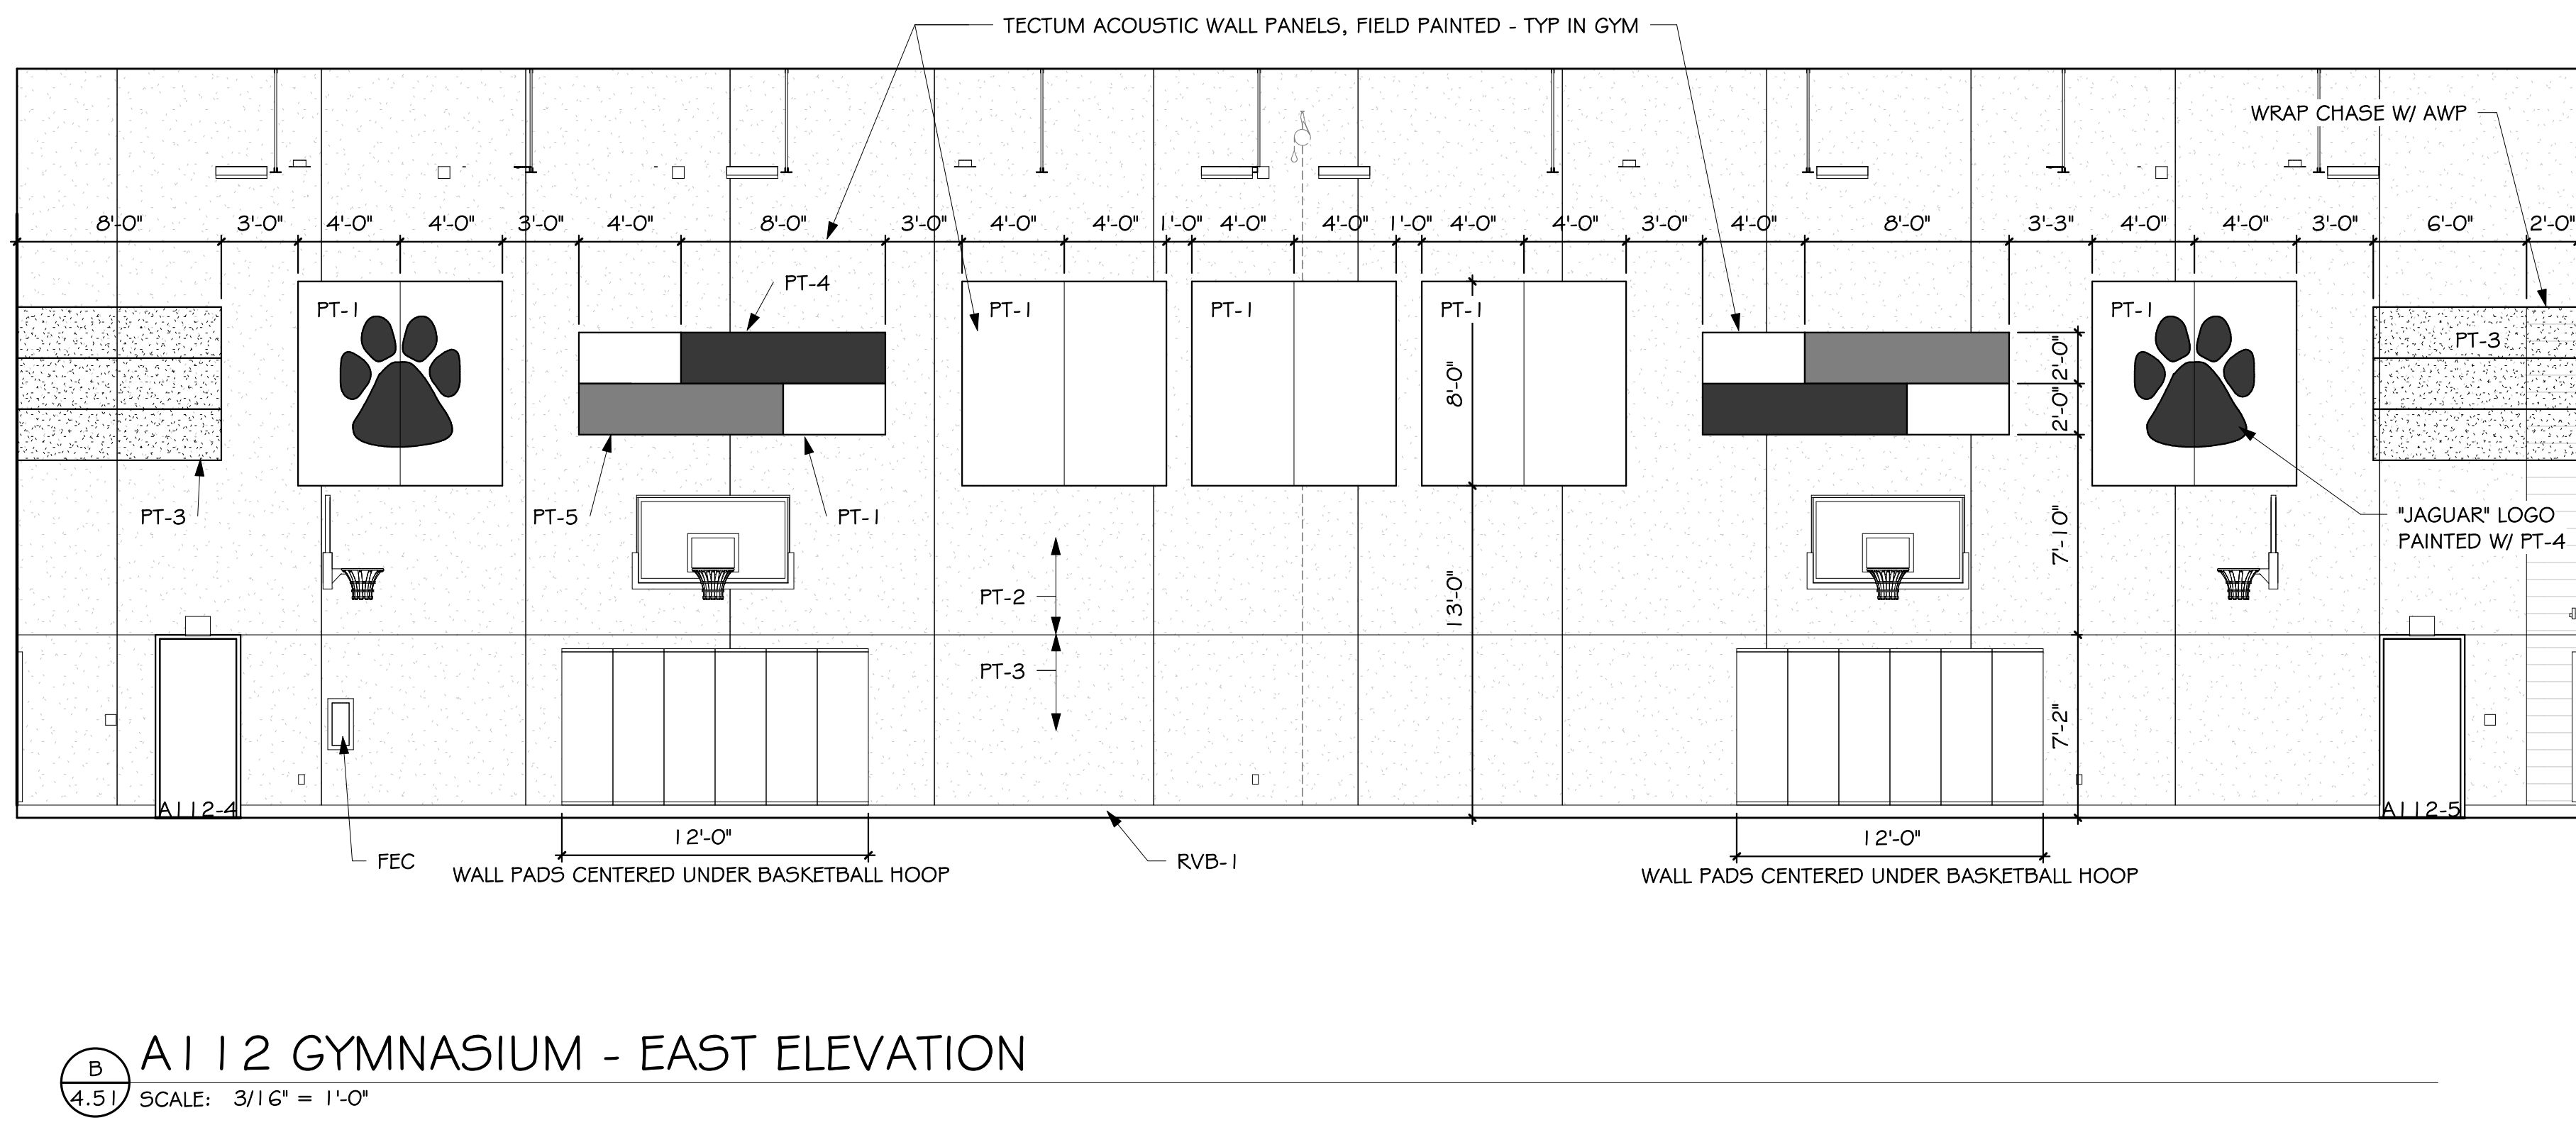 TECTUM ACOUSTIC WALL PANELS, FIELD PAINTED - TYP IN GYM
WRAP CHASE W/ AWP
8'-0" 3'-0" 4'-0" 4'-0" 3'-0" 4'-0" 8'-0" 3'-0" 4'-0" 4'-0" 1'-0" 4'-0" 4'-0" 1'-0" 4'-0" 4'-0" 3'-0" 4'-0" 8'-0" 3'-3" 4'-0" 4'-0" 3'-0" 6'-0" 2'-0"
PT-4
PT-1 PT-1 PT-1 PT-1 PT-1
PT-3
2'-0"
8'-0"
2'-0"
PT-3 PT-5 PT-1
"JAGUAR" LOGO
PAINTED W/ PT-4
7'-10"
PT-2
13'-0"
PT-3
7'-2"
A112-4 A112-5
12'-0" 12'-0"
FEC
WALL PADS CENTERED UNDER BASKETBALL HOOP
RVB-1
WALL PADS CENTERED UNDER BASKETBALL HOOP
A112 GYMNASIUM - EAST ELEVATION
B
4.51
SCALE: 3/16" = 1'-0"